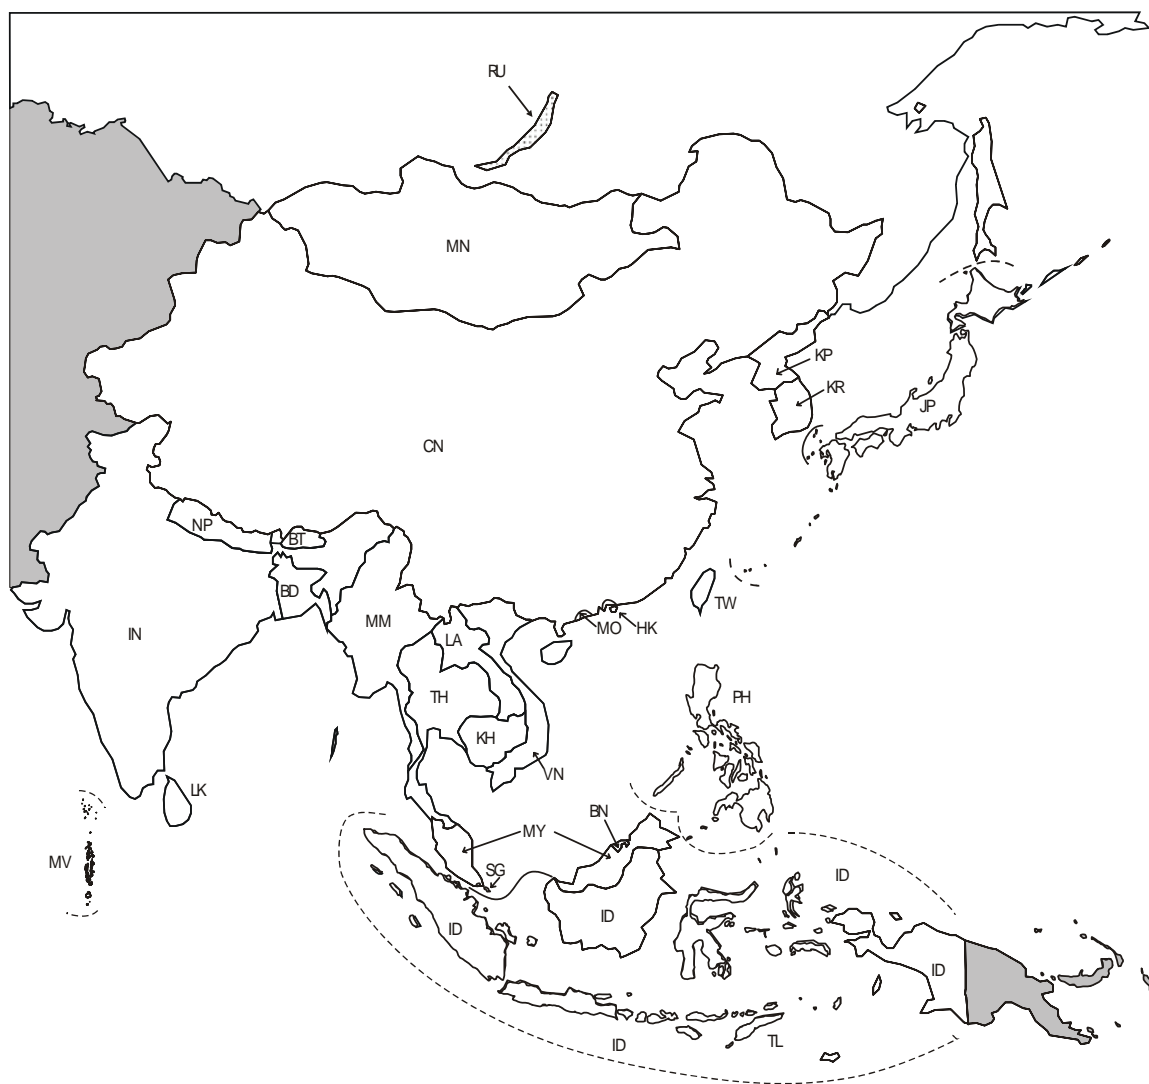 RU
MN
KP
KR
JP
CN
NP
BT
BD
TW
MO
HK
IN
MM
LA
TH
PH
KH
VN
LK
BN
MY
MV
SG
ID
ID
ID
ID
ID
TL